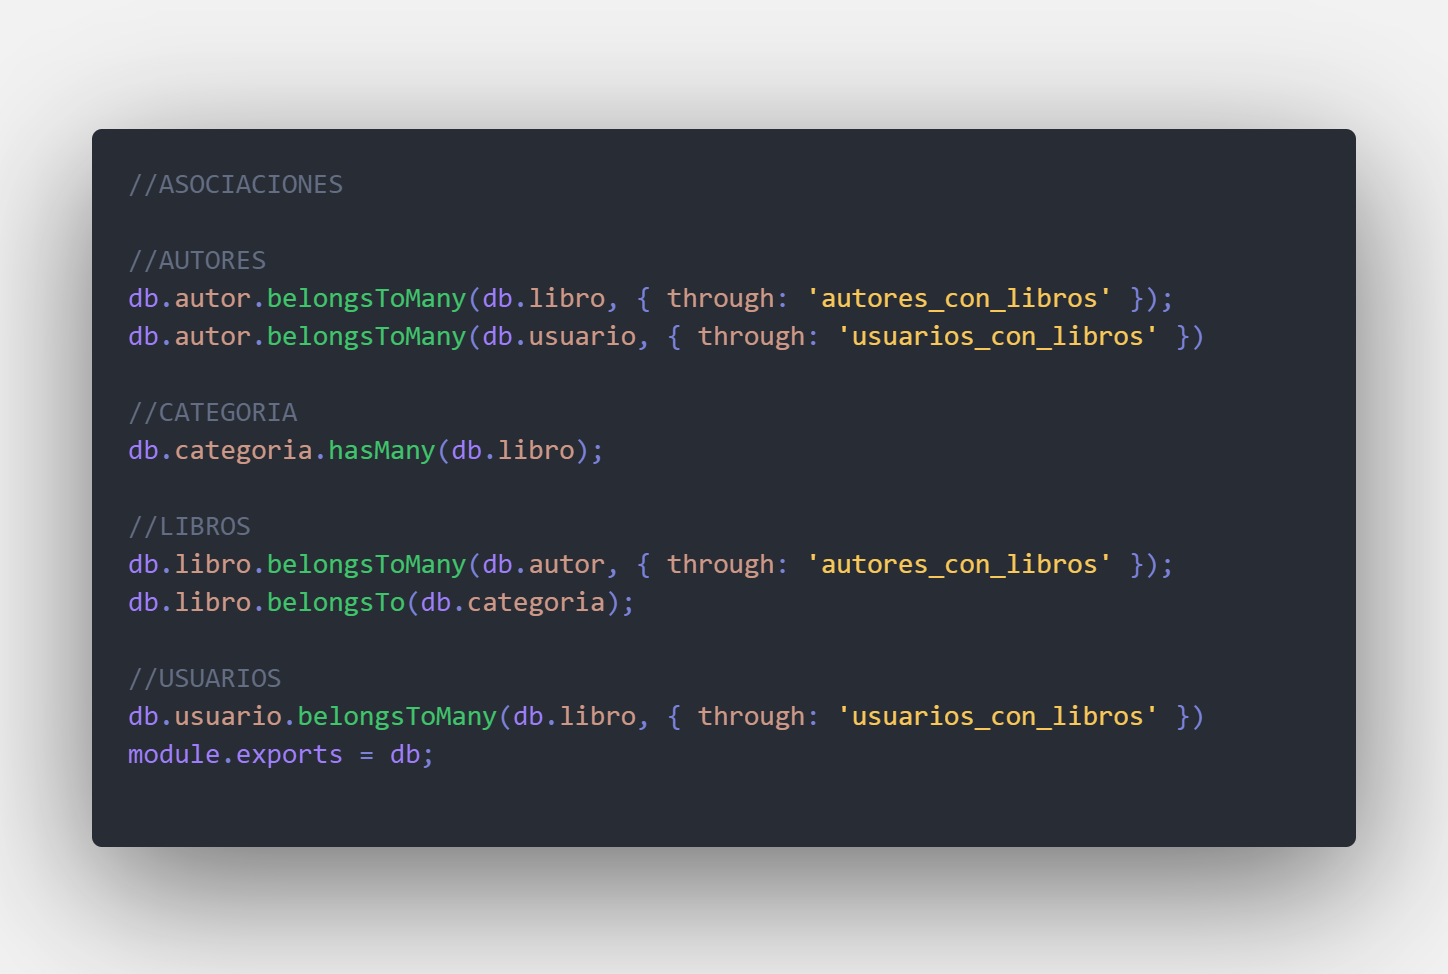 //ASOCIACIONES
//AUTORES
db.autor.belongsToMany(db.libro, { through: 'autores_con_libros' });
db.autor.belongsToMany(db.usuario, { through: 'usuarios_con_libros' })
//CATEGORIA
db.categoria.hasMany(db.libro);
//LIBROS
db.libro.belongsToMany(db.autor, { through: 'autores_con_libros' });
db.libro.belongsTo(db.categoria);
//USUARIOS
db.usuario.belongsToMany(db.libro, { through: 'usuarios_con_libros' })
module.exports = db;